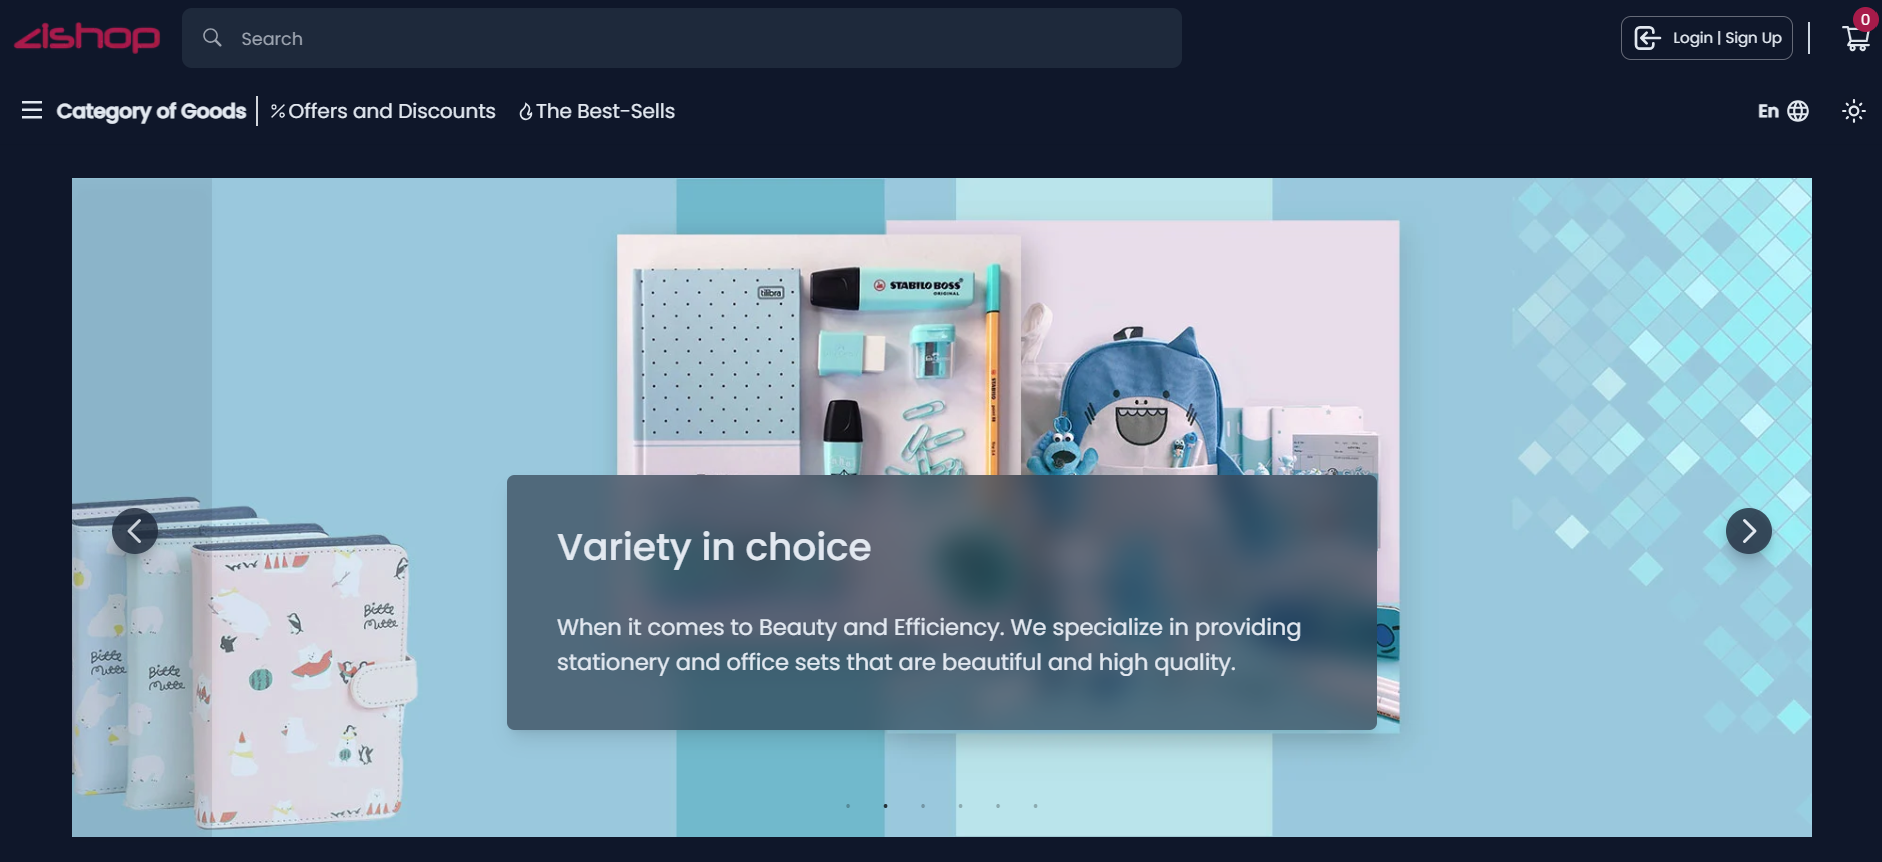 4ishop
Search
Login | Sign Up
0
Category of Goods
% Offers and Discounts
The Best-Sells
En
tilibra
STABILO BOSS
ORIGINAL
STABILO
Variety in choice
When it comes to Beauty and Efficiency. We specialize in providing
stationery and office sets that are beautiful and high quality.
Bitte
Mitte
Bitte
Mitte
Bitte
Mitte